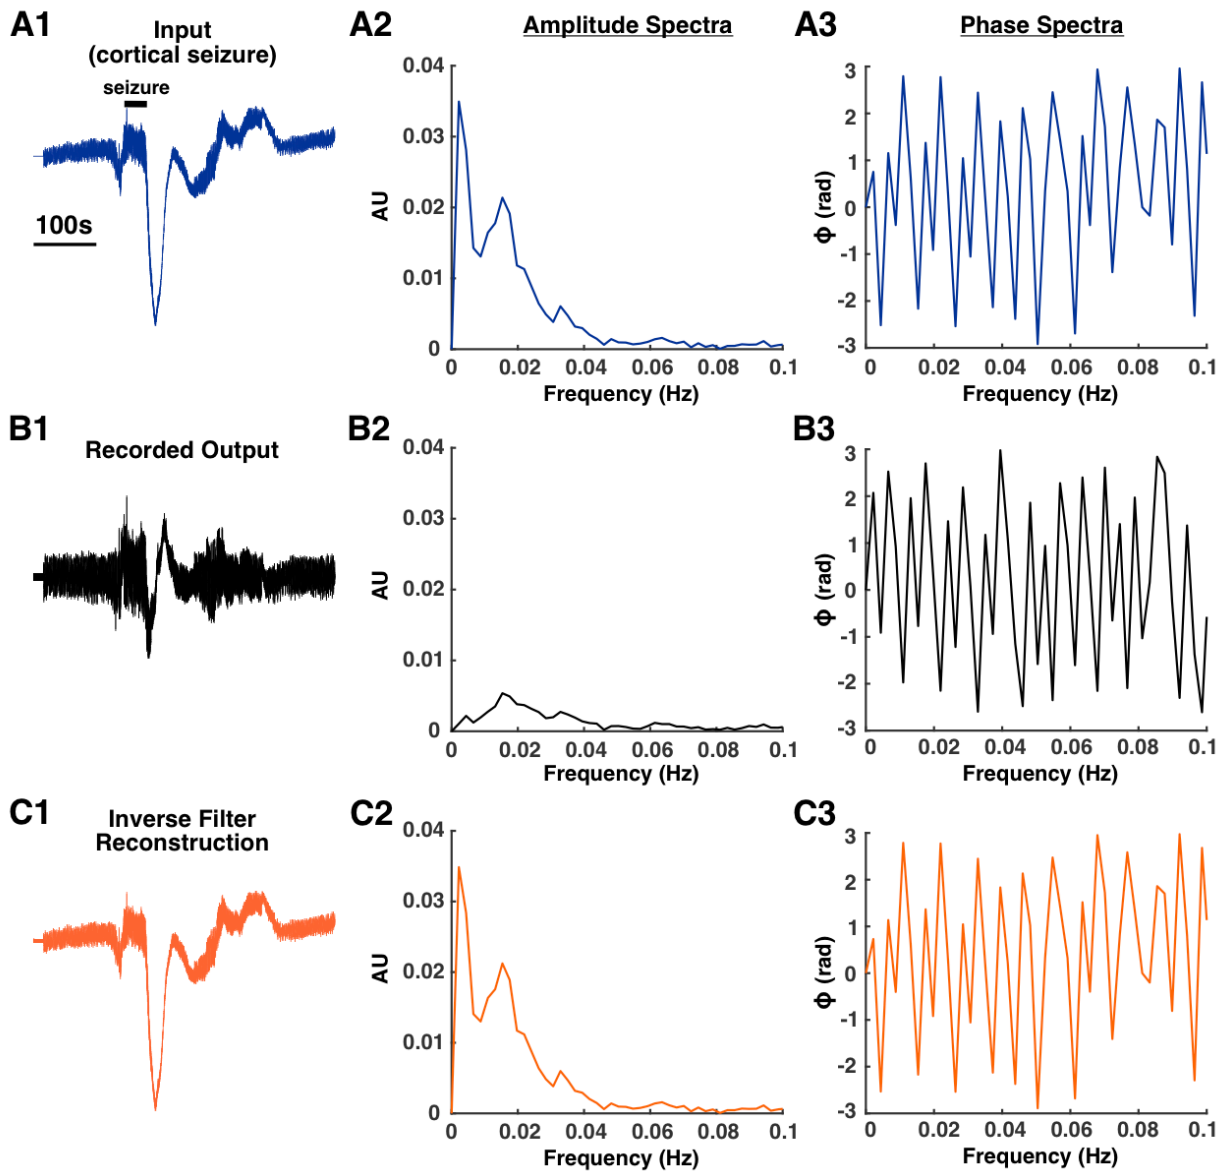 A1
Input
(cortical seizure)
seizure
100s
A2
Amplitude Spectra
0.04
0.03
0.02
0.01
0
AU
0 0.02 0.04 0.06 0.08 0.1
Frequency (Hz)
A3
Phase Spectra
3
2
1
0
-1
-2
-3
Φ (rad)
0 0.02 0.04 0.06 0.08 0.1
Frequency (Hz)
B1
Recorded Output
B2
0.04
0.03
0.02
0.01
0
AU
0 0.02 0.04 0.06 0.08 0.1
Frequency (Hz)
B3
3
2
1
0
-1
-2
-3
Φ (rad)
0 0.02 0.04 0.06 0.08 0.1
Frequency (Hz)
C1
Inverse Filter
Reconstruction
C2
0.04
0.03
0.02
0.01
0
AU
0 0.02 0.04 0.06 0.08 0.1
Frequency (Hz)
C3
3
2
1
0
-1
-2
-3
Φ (rad)
0 0.02 0.04 0.06 0.08 0.1
Frequency (Hz)